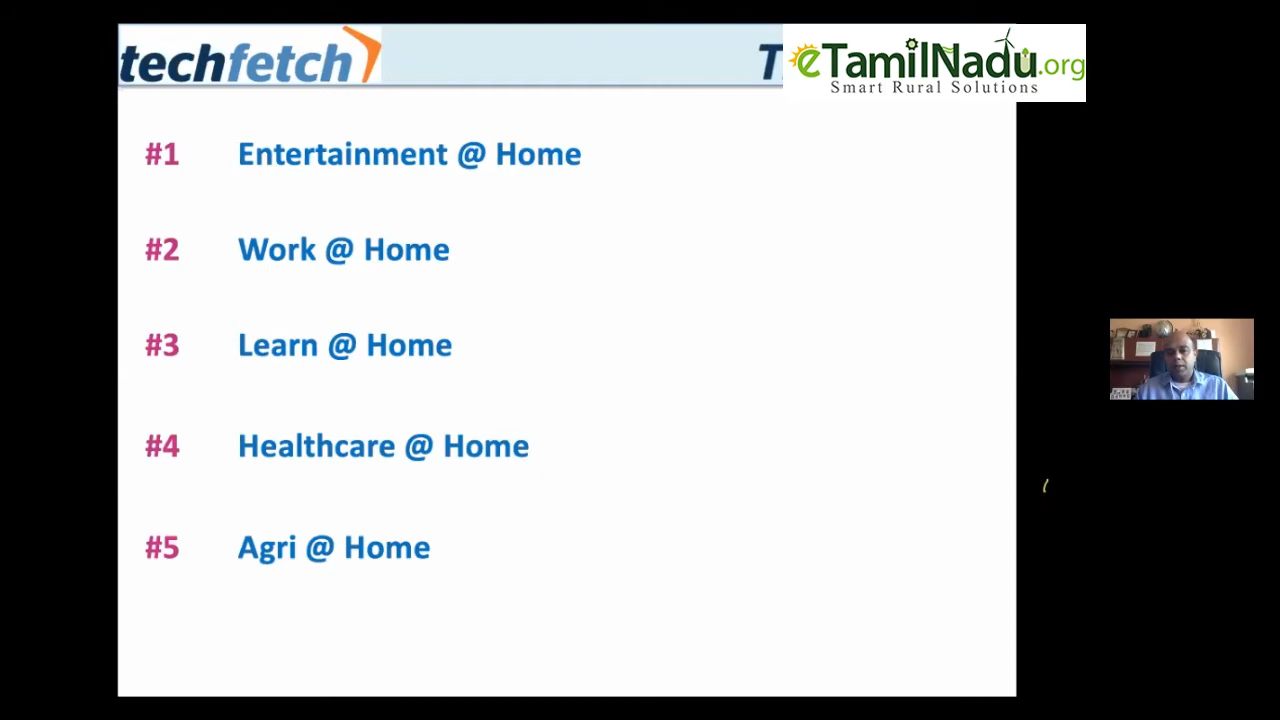 techfetch
T
eTamilNadu.org
Smart Rural Solutions
#1 Entertainment @ Home
#2 Work @ Home
#3 Learn @ Home
#4 Healthcare @ Home
#5 Agri @ Home